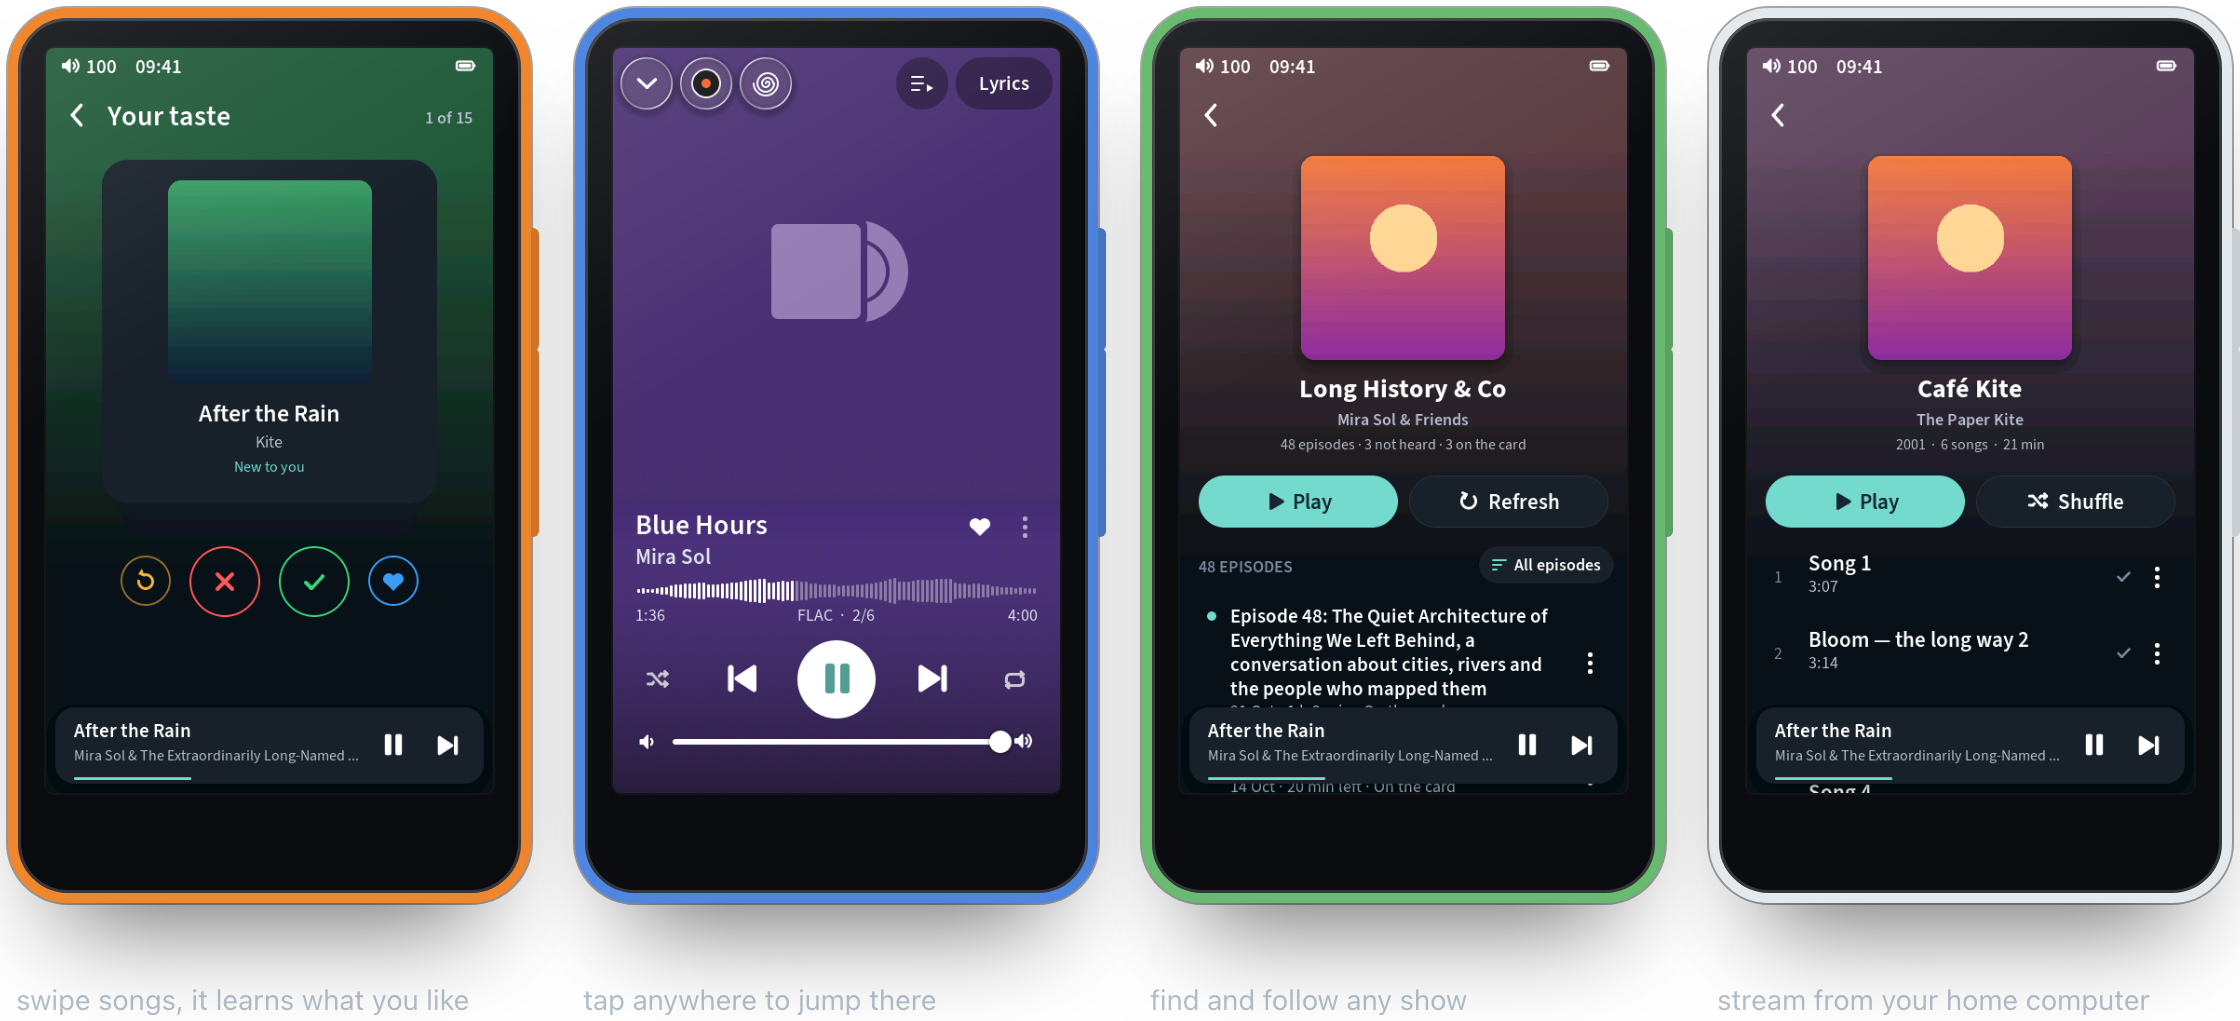 100 09:41
Your taste
1 of 15
After the Rain
Kite
New to you
After the Rain
Mira Sol & The Extraordinarily Long-Named ...
swipe songs, it learns what you like
Lyrics
Blue Hours
Mira Sol
1:36
FLAC · 2/6
4:00
tap anywhere to jump there
100 09:41
Long History & Co
Mira Sol & Friends
48 episodes · 3 not heard · 3 on the card
Play
Refresh
48 EPISODES
All episodes
Episode 48: The Quiet Architecture of
Everything We Left Behind, a
conversation about cities, rivers and
the people who mapped them
After the Rain
Mira Sol & The Extraordinarily Long-Named ...
14 Oct · 20 min left · On the card
find and follow any show
100 09:41
Café Kite
The Paper Kite
2001 · 6 songs · 21 min
Play
Shuffle
1
Song 1
3:07
2
Bloom — the long way 2
3:14
After the Rain
Mira Sol & The Extraordinarily Long-Named ...
Song 4
stream from your home computer